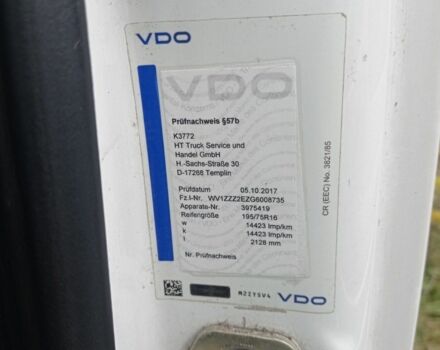 VDO
VDO
Prüfnachweis §57b
K3772
HT Truck Service und
Handel GmbH
H.-Sachs-Straße 30
D-17268 Templin
Prüfdatum 05.10.2017
Fz.I-Nr. WV1ZZZ2EZG6008735
Apparate-Nr. 3975419
Reifengröße 195/75R16
w 14423 Imp/km
k 14423 Imp/km
l 2128 mm
Nr. Prüfnachweis
CR (EEC) No. 3821/85
M2IYSV4
VDO